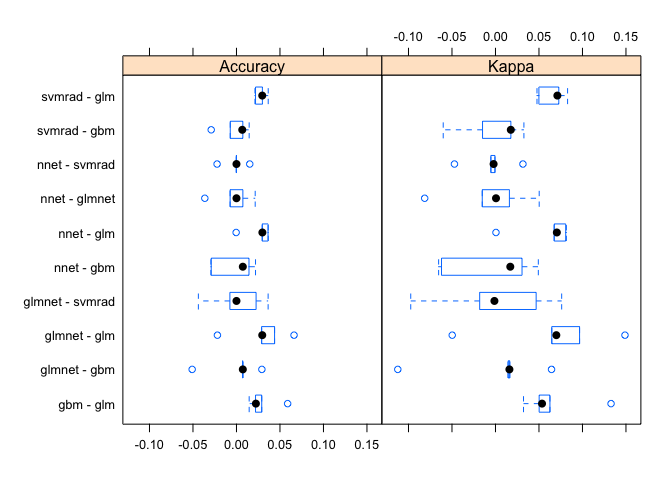 -0.10 -0.05 0.00 0.05 0.10 0.15
Accuracy Kappa
svmrad - glm
svmrad - gbm
nnet - svmrad
nnet - glmnet
nnet - glm
nnet - gbm
glmnet - svmrad
glmnet - glm
glmnet - gbm
gbm - glm
-0.10 -0.05 0.00 0.05 0.10 0.15